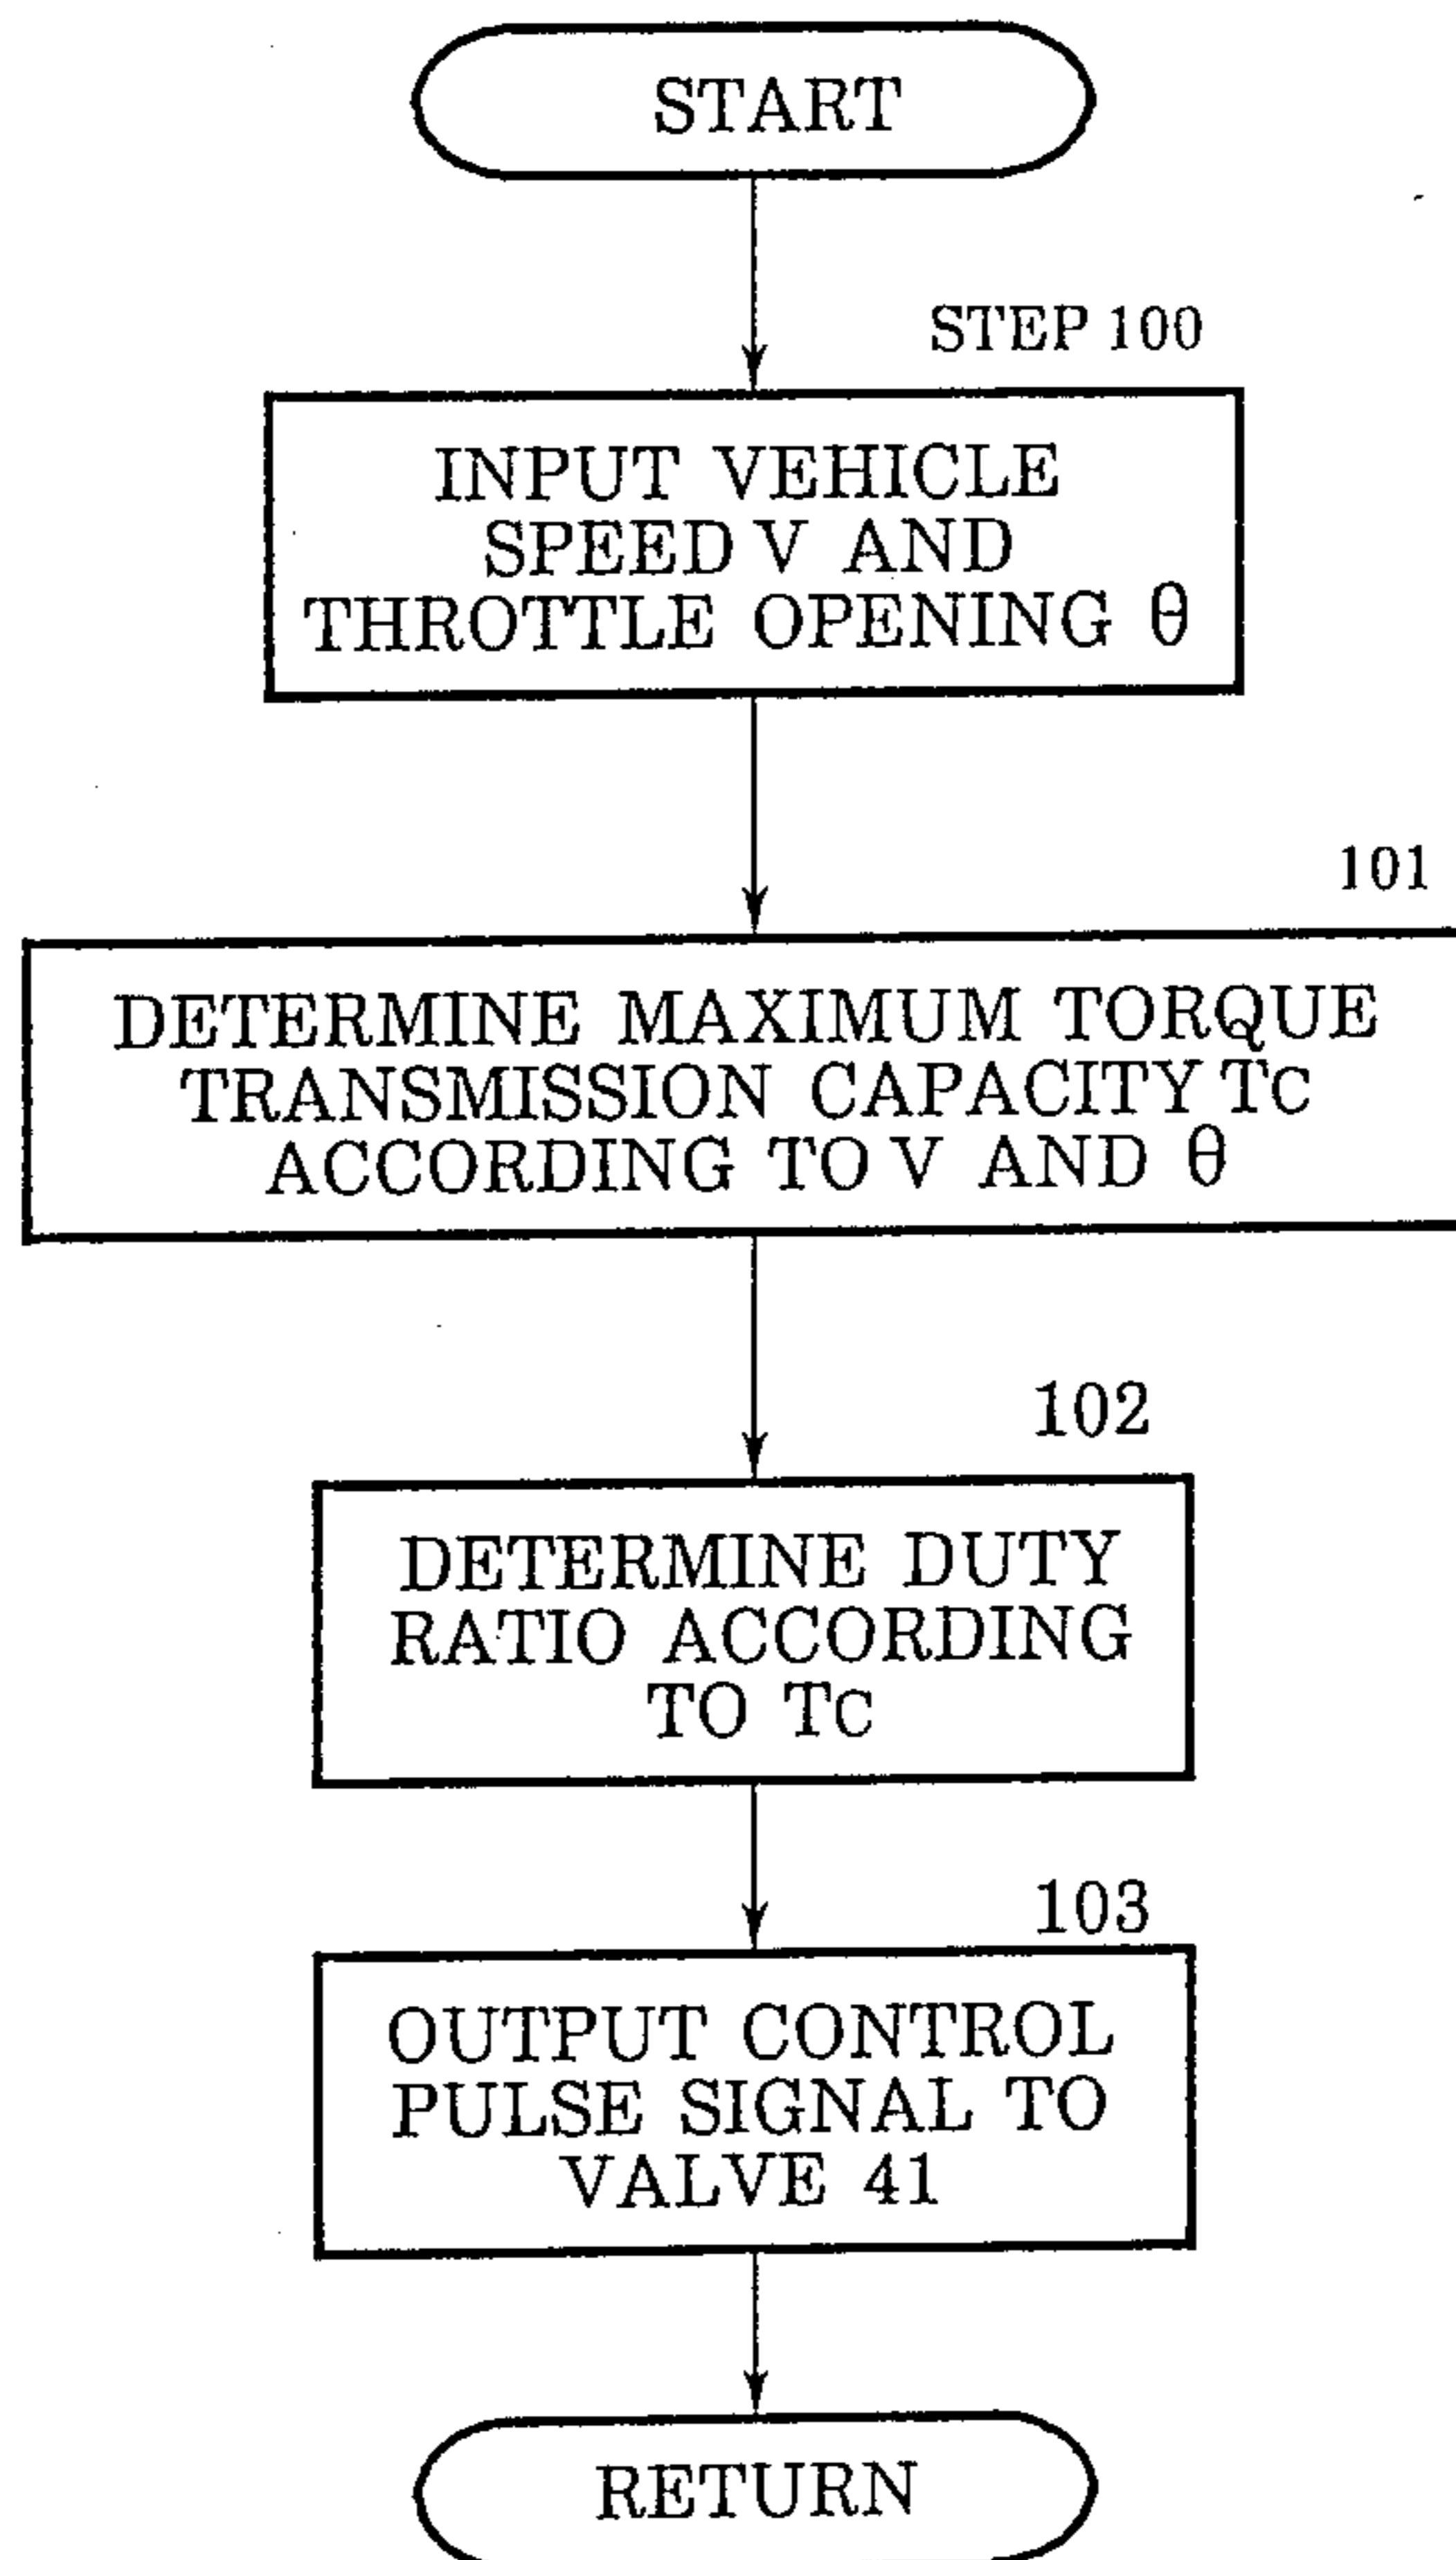 START
STEP 100
INPUT VEHICLE
SPEED V AND
THROTTLE OPENING θ
101
DETERMINE MAXIMUM TORQUE
TRANSMISSION CAPACITY TC
ACCORDING TO V AND θ
102
DETERMINE DUTY
RATIO ACCORDING
TO TC
103
OUTPUT CONTROL
PULSE SIGNAL TO
VALVE 41
RETURN